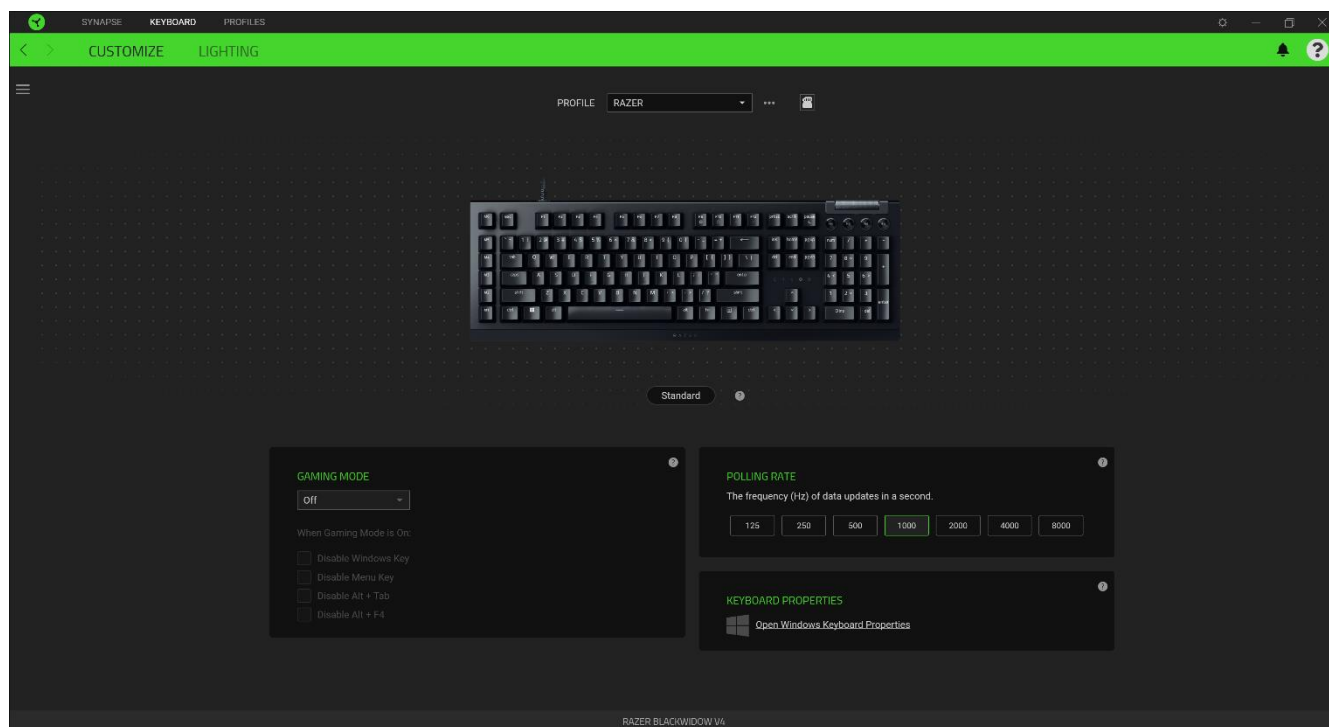 SYNAPSE KEYBOARD PROFILES
CUSTOMIZE LIGHTING
PROFILE RAZER
Standard
GAMING MODE
Off
When Gaming Mode is On:
Disable Windows Key
Disable Menu Key
Disable Alt + Tab
Disable Alt + F4
POLLING RATE
The frequency (Hz) of data updates in a second.
125 250 500 1000 2000 4000 8000
KEYBOARD PROPERTIES
Open Windows Keyboard Properties
RAZER BLACKWIDOW V4